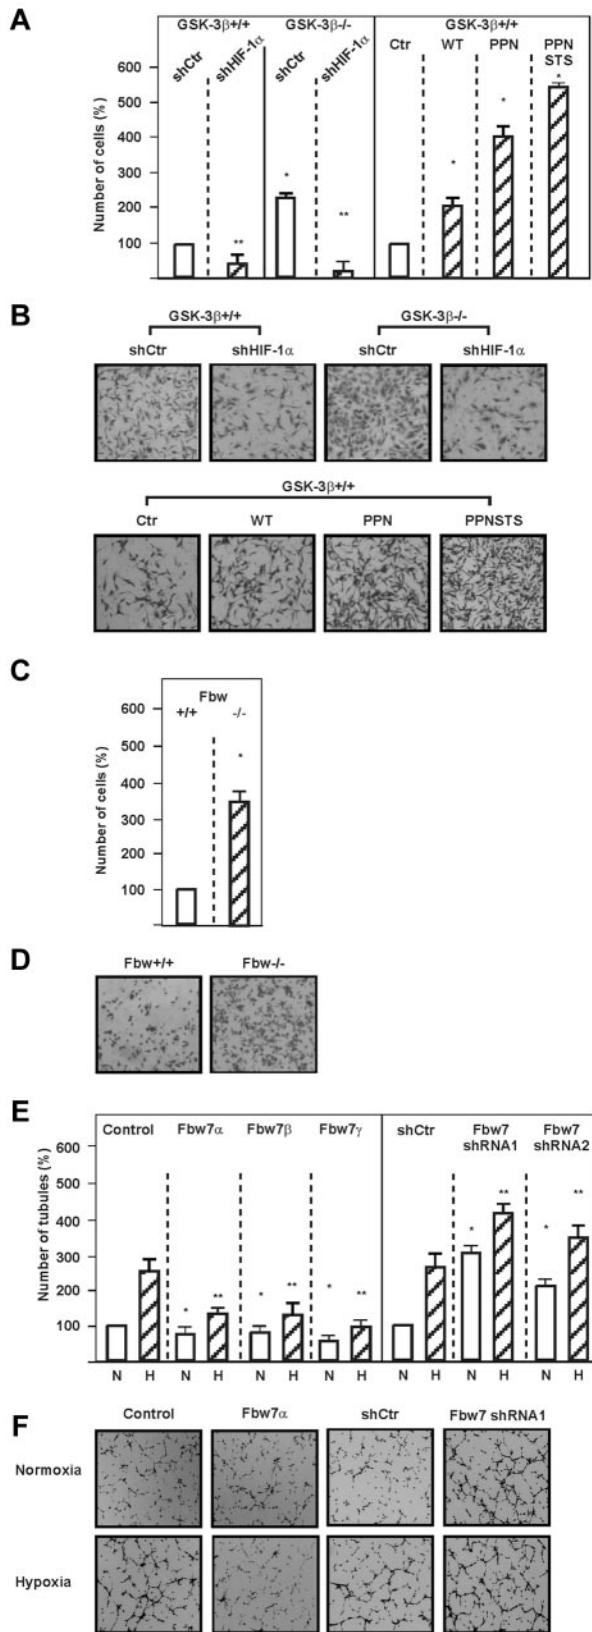 A
GSK-3β+/+ GSK-3β-/- GSK-3β+/+
shCtr shHIF-1α shCtr shHIF-1α Ctr WT PPN PPN
STS
Number of cells (%)
600
500
400
300
200
100
* ** * ** * * *
B
GSK-3β+/+ GSK-3β-/-
shCtr shHIF-1α shCtr shHIF-1α
GSK-3β+/+
Ctr WT PPN PPNSTS
C
Fbw
+/+ -/-
Number of cells (%)
600
500
400
300
200
100
*
D
Fbw+/+ Fbw-/-
E
Control Fbw7α Fbw7β Fbw7γ shCtr Fbw7 Fbw7
shRNA1 shRNA2
Number of tubules (%)
600
500
400
300
200
100
* ** * ** * ** * ** * **
N H N H N H N H N H N H N H
F
Control Fbw7α shCtr Fbw7 shRNA1
Normoxia
Hypoxia